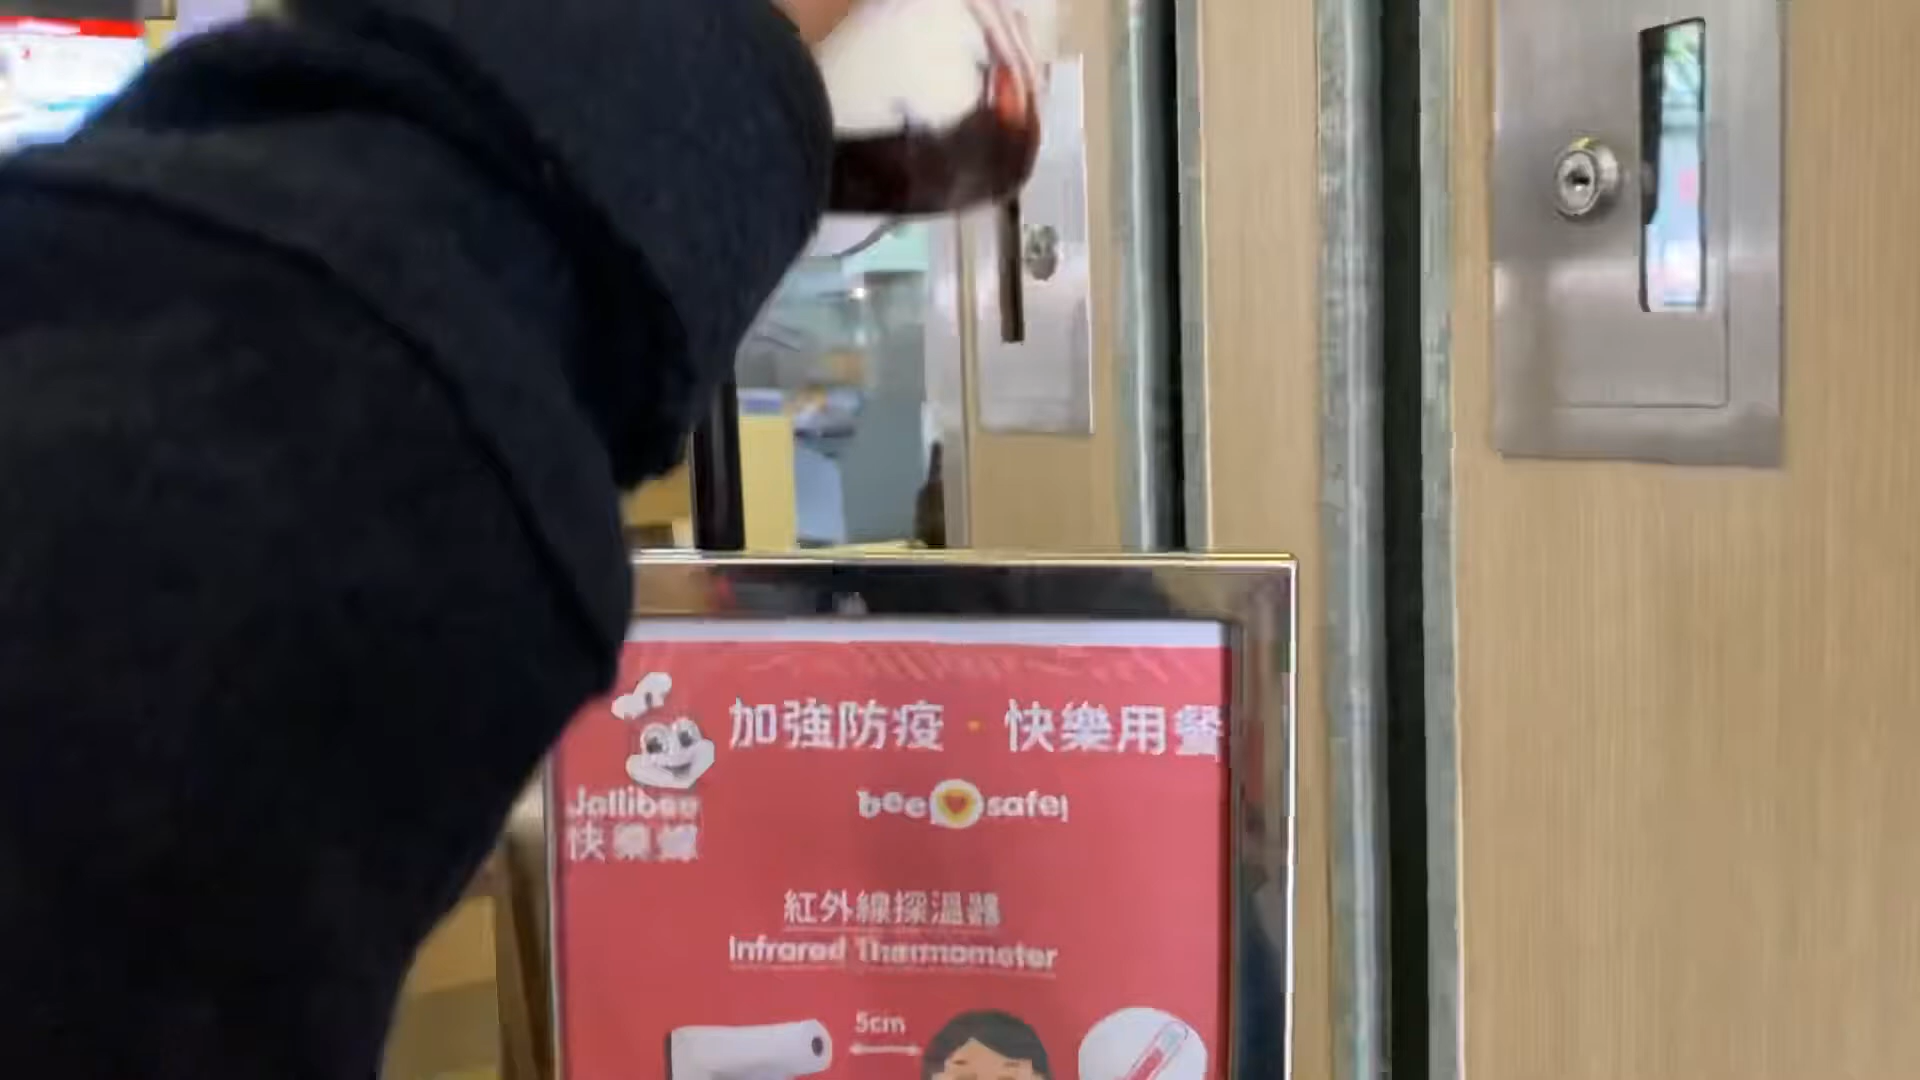 加強防疫・快樂用餐
Jollibee
快樂蜂
bee safe!
紅外線探溫器
Infrared Thermometer
5cm